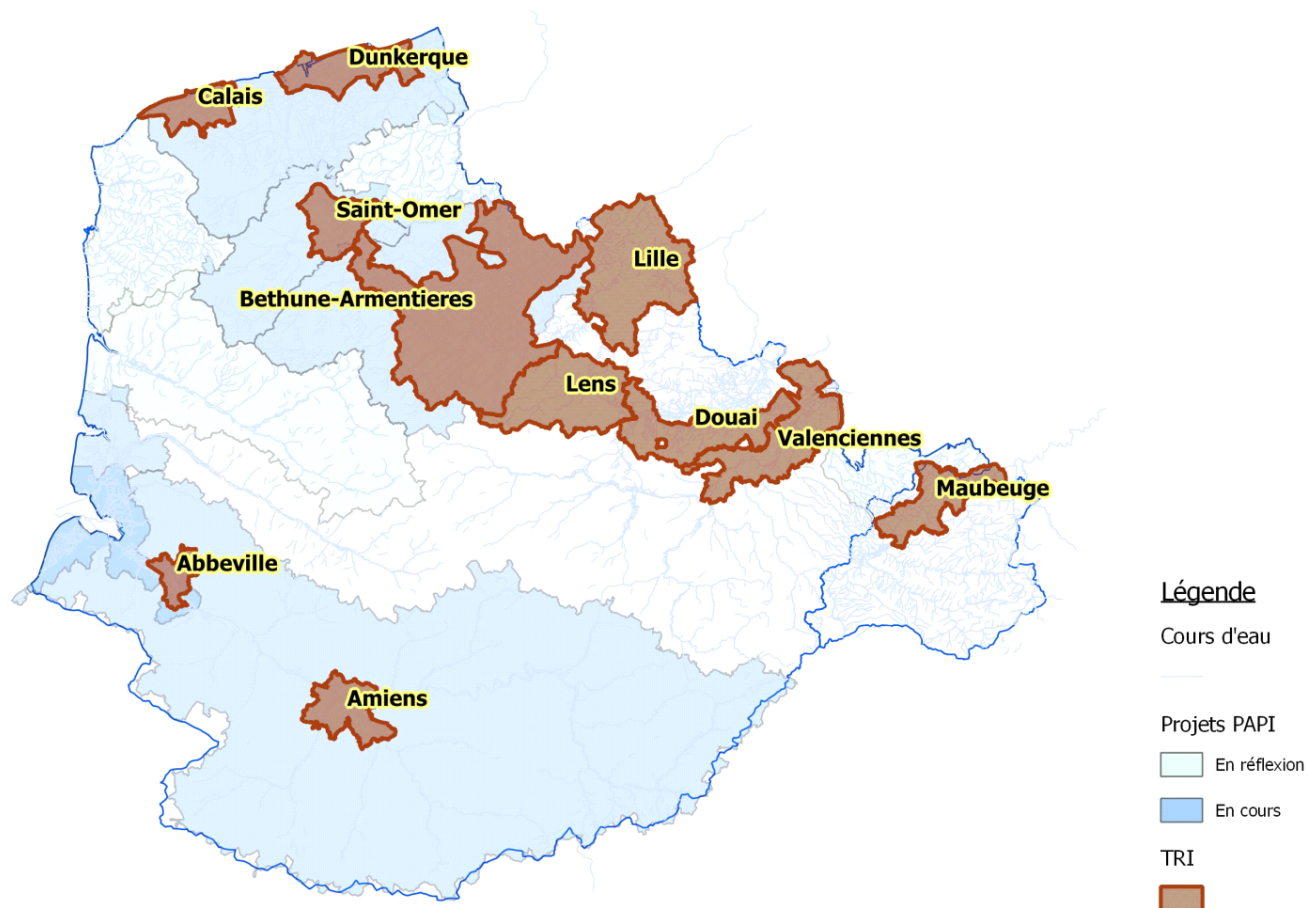 Dunkerque
Calais
Saint-Omer
Lille
Bethune-Armentieres
Lens
Douai
Valenciennes
Maubeuge
Abbeville
Amiens
Légende
Cours d'eau
Projets PAPI
En réflexion
En cours
TRI